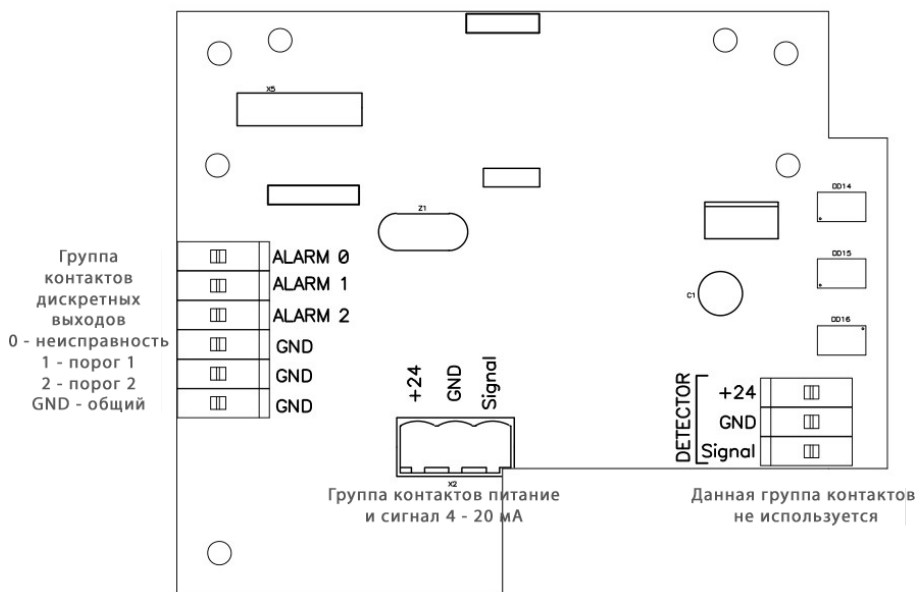 X5
Z1
DD14
DD15
DD16
C1
Группа
контактов
дискретных
выходов
0 - неисправность
1 - порог 1
2 - порог 2
GND - общий
ALARM 0
ALARM 1
ALARM 2
GND
GND
GND
+24
GND
Signal
X2
Группа контактов питание
и сигнал 4 - 20 мА
DETECTOR
+24
GND
Signal
Данная группа контактов
не используется